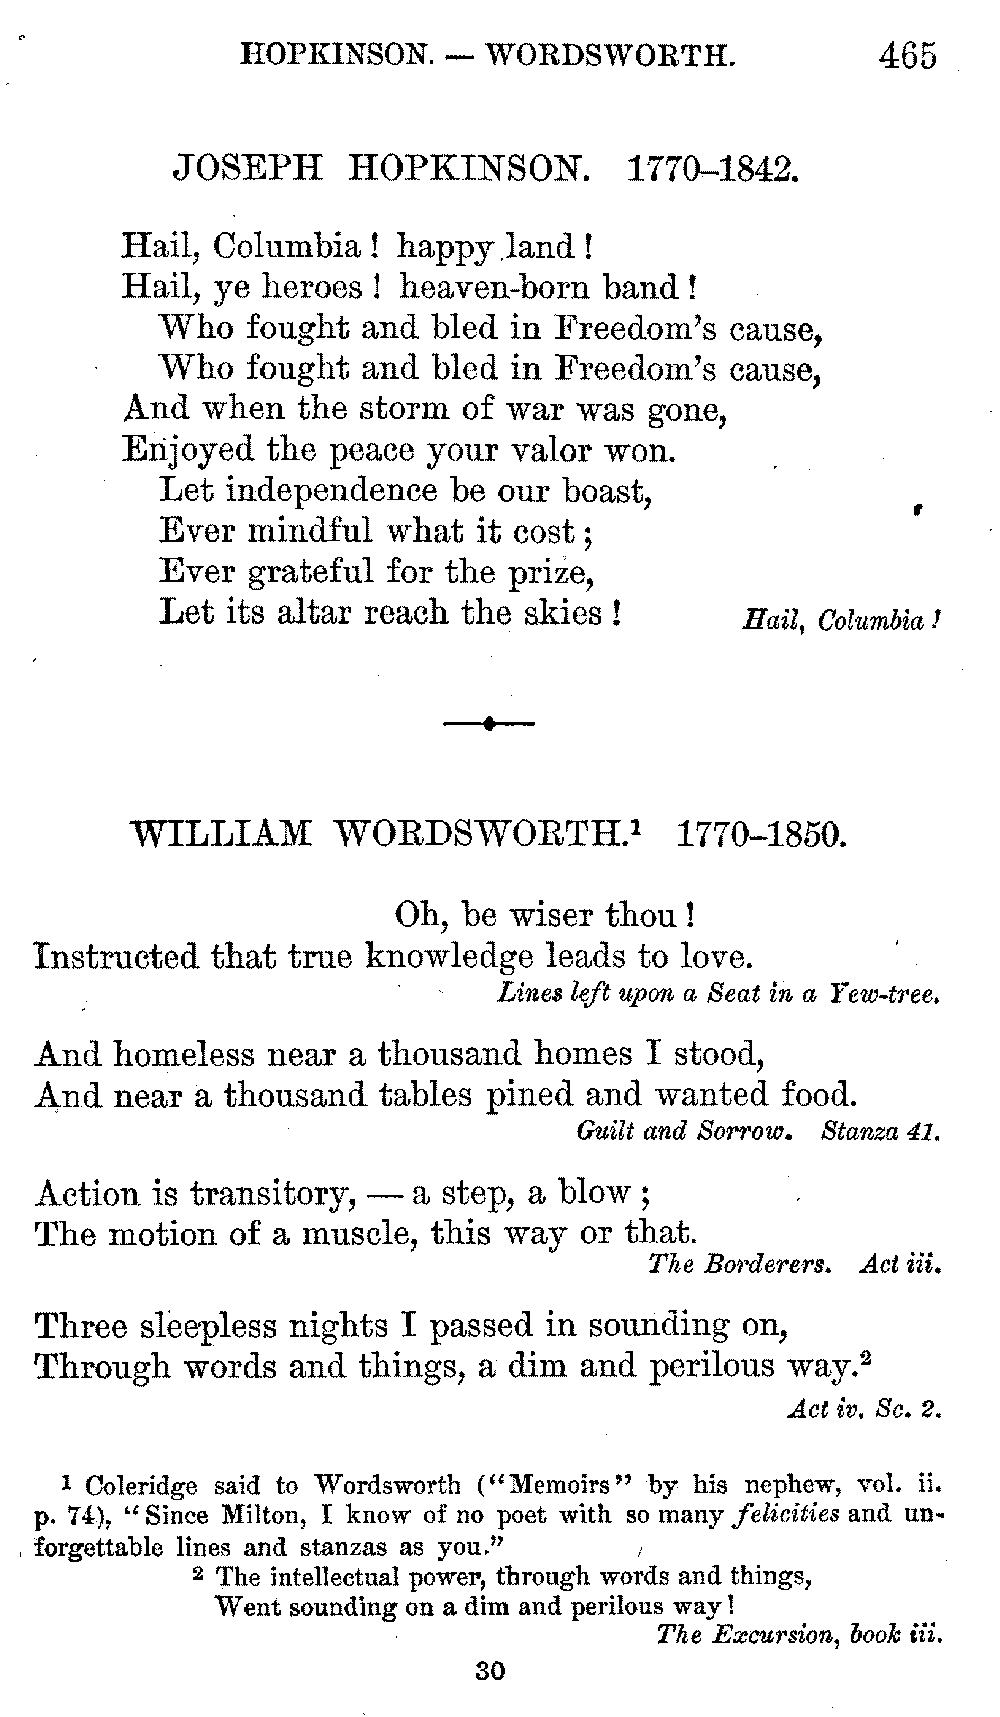 HOPKINSON. — WORDSWORTH. 465
JOSEPH HOPKINSON. 1770–1842.
Hail, Columbia! happy land!
Hail, ye heroes! heaven-born band!
Who fought and bled in Freedom's cause,
Who fought and bled in Freedom's cause,
And when the storm of war was gone,
Enjoyed the peace your valor won.
Let independence be our boast,
Ever mindful what it cost;
Ever grateful for the prize,
Let its altar reach the skies!
Hail, Columbia!
WILLIAM WORDSWORTH.¹ 1770–1850.
Oh, be wiser thou!
Instructed that true knowledge leads to love.
Lines left upon a Seat in a Yew-tree.
And homeless near a thousand homes I stood,
And near a thousand tables pined and wanted food.
Guilt and Sorrow. Stanza 41.
Action is transitory, — a step, a blow;
The motion of a muscle, this way or that.
The Borderers. Act iii.
Three sleepless nights I passed in sounding on,
Through words and things, a dim and perilous way.²
Act iv. Sc. 2.
¹ Coleridge said to Wordsworth ("Memoirs" by his nephew, vol. ii.
p. 74), "Since Milton, I know of no poet with so many felicities and un-
forgettable lines and stanzas as you."
² The intellectual power, through words and things,
Went sounding on a dim and perilous way!
The Excursion, book iii.
30